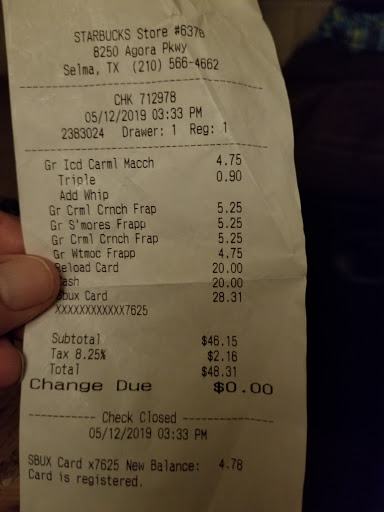 STARBUCKS Store #6378
8250 Agora Pkwy
Selma, TX (210) 566-4662
CHK 712978
05/12/2019 03:33 PM
2383024 Drawer: 1 Reg: 1
Gr Icd Carml Macch 4.75
Triple 0.90
Add Whip
Gr Crml Crnch Frap 5.25
Gr S'mores Frapp 5.25
Gr Crml Crnch Frap 5.25
Gr Wtmoc Frapp 4.75
Reload Card 20.00
Cash 20.00
Sbux Card 28.31
XXXXXXXXXXXX7625
Subtotal $46.15
Tax 8.25% $2.16
Total $48.31
Change Due $0.00
Check Closed
05/12/2019 03:33 PM
SBUX Card x7625 New Balance: 4.78
Card is registered.